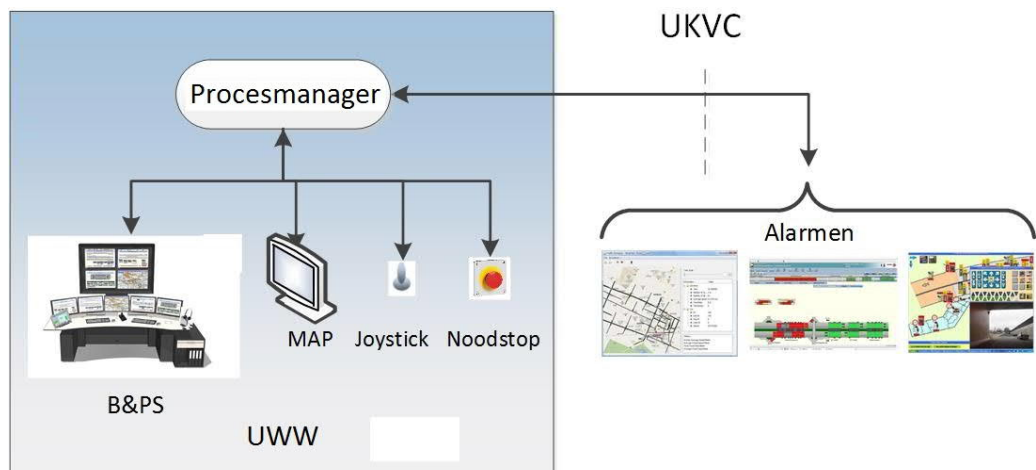 UKVC
Procesmanager
Alarmen
MAP
Joystick
Noodstop
B&PS
UWW